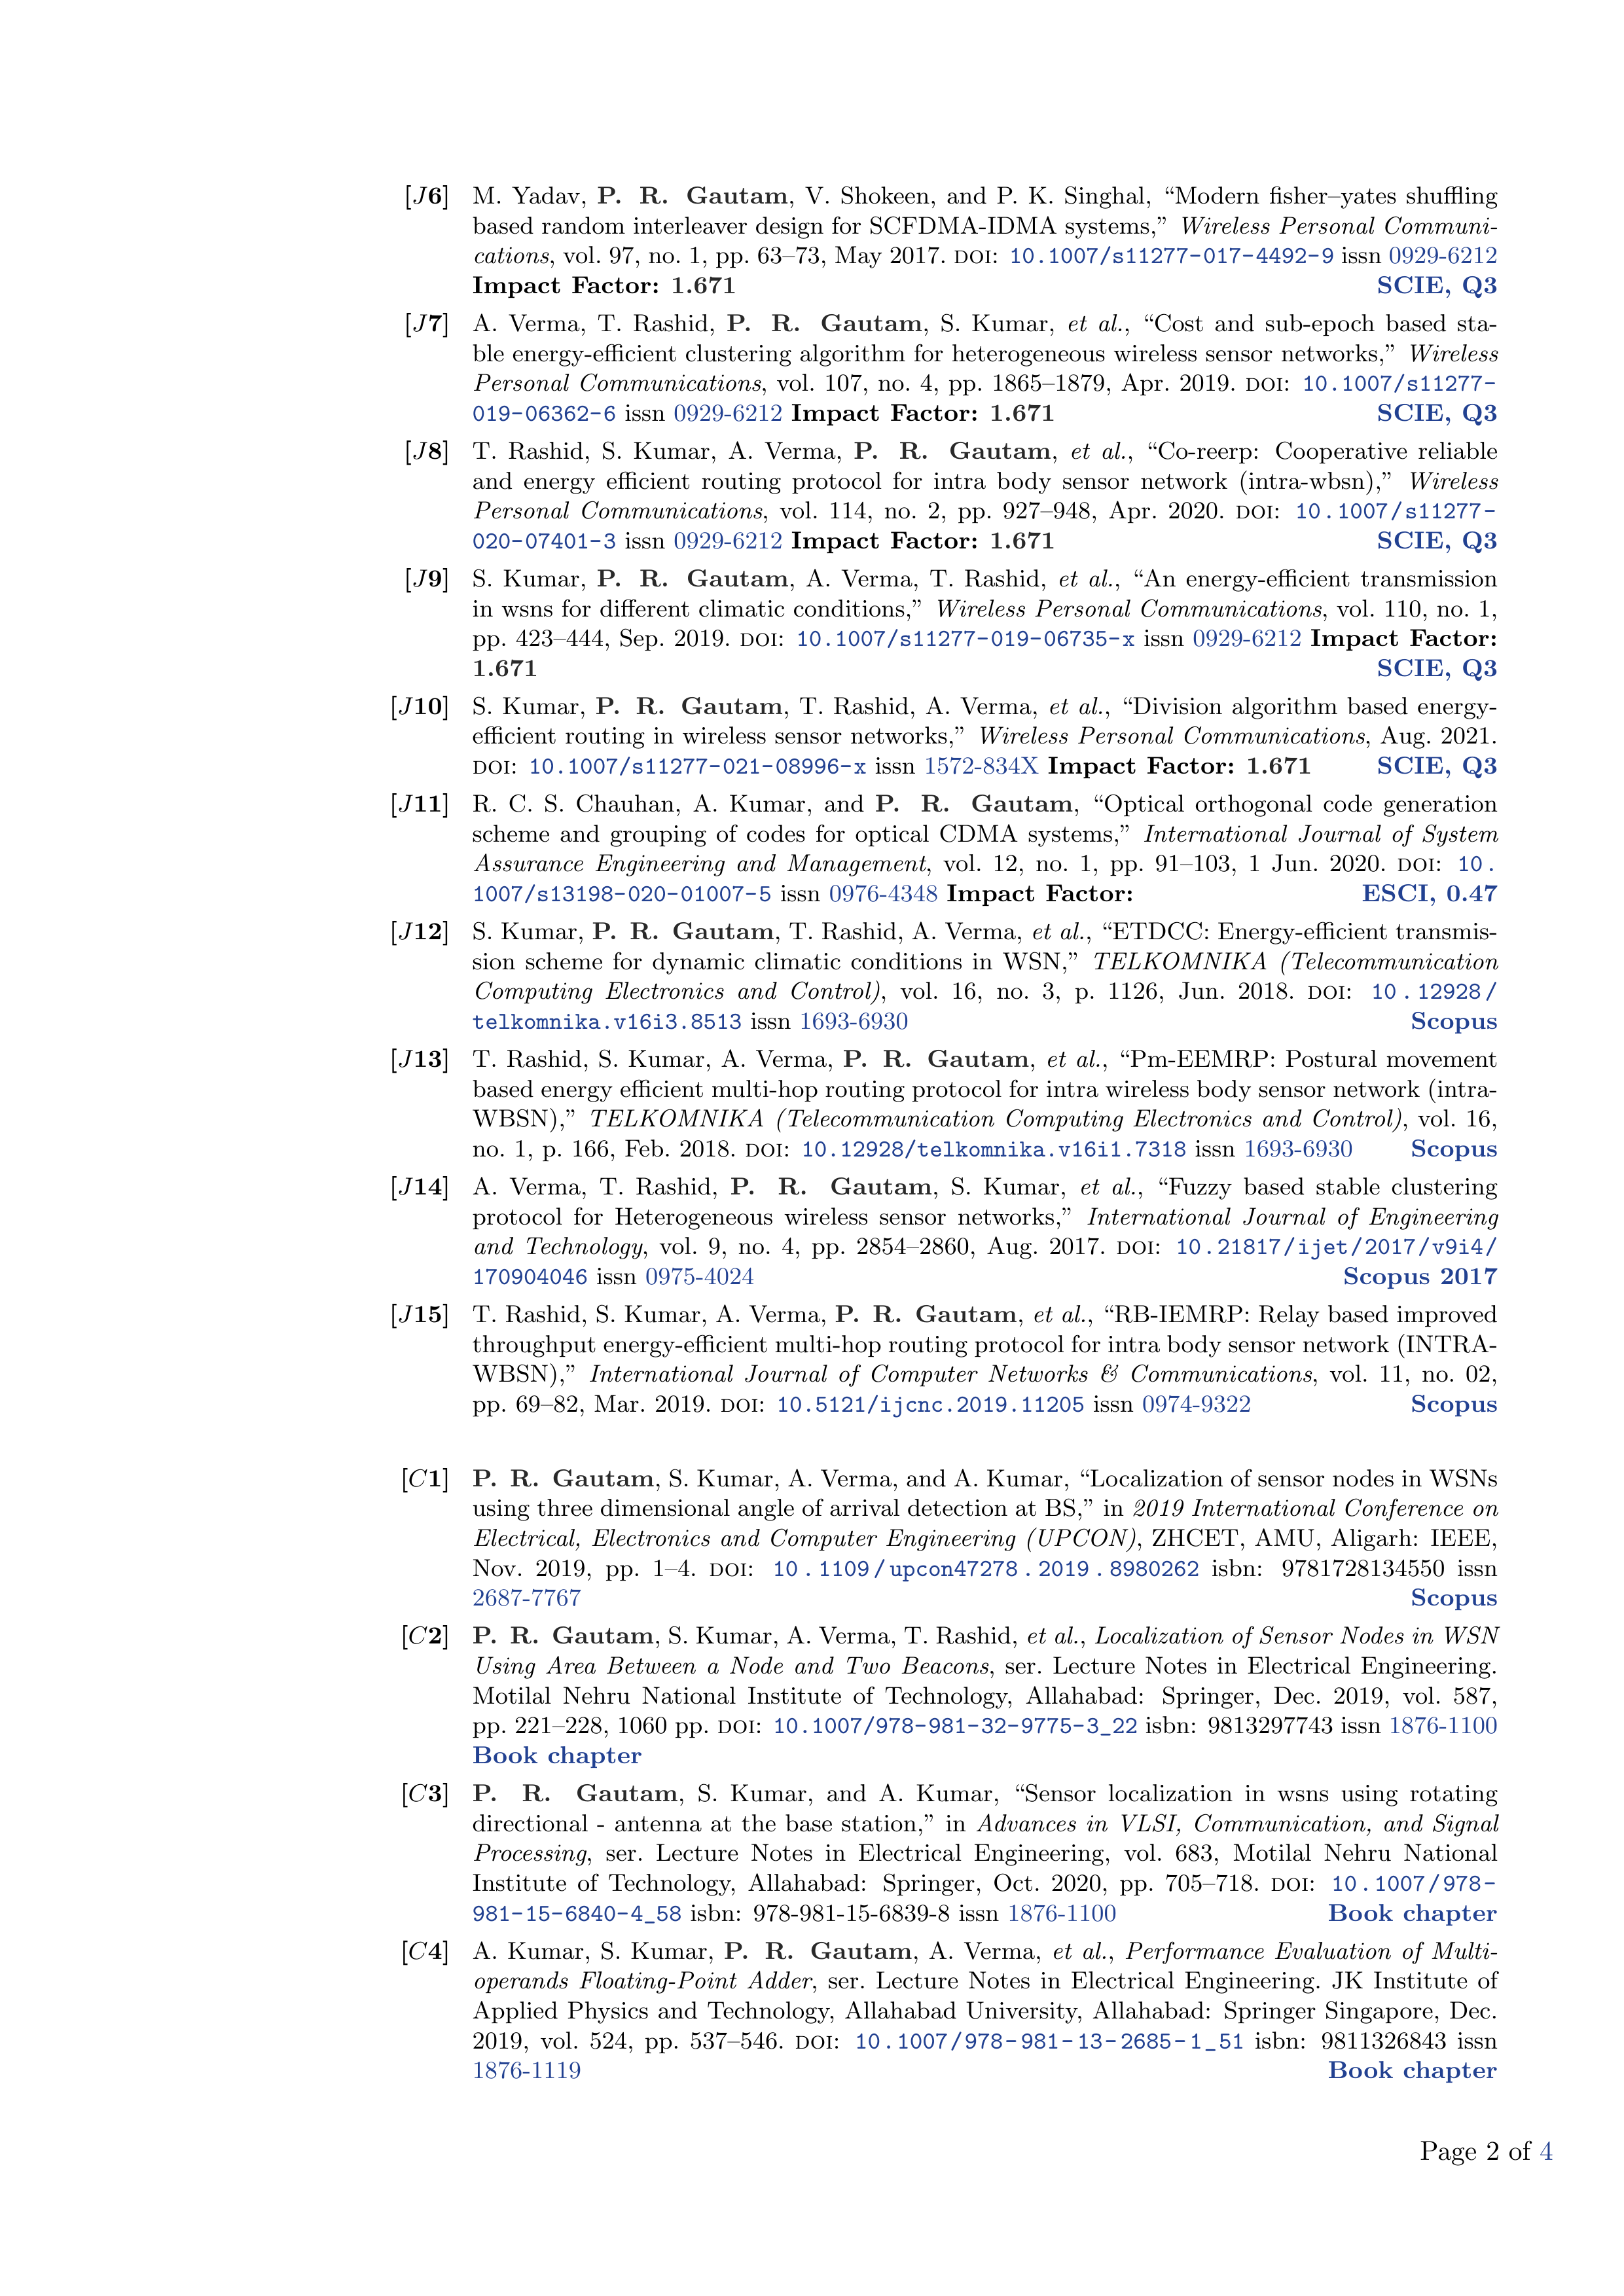 [J6] M. Yadav, P. R. Gautam, V. Shokeen, and P. K. Singhal, “Modern fisher–yates shuffling
based random interleaver design for SCFDMA-IDMA systems,” Wireless Personal Communi-
cations, vol. 97, no. 1, pp. 63–73, May 2017. DOI: 10.1007/s11277-017-4492-9 issn 0929-6212
Impact Factor: 1.671 SCIE, Q3
[J7] A. Verma, T. Rashid, P. R. Gautam, S. Kumar, et al., “Cost and sub-epoch based sta-
ble energy-efficient clustering algorithm for heterogeneous wireless sensor networks,” Wireless
Personal Communications, vol. 107, no. 4, pp. 1865–1879, Apr. 2019. DOI: 10.1007/s11277-
019-06362-6 issn 0929-6212 Impact Factor: 1.671 SCIE, Q3
[J8] T. Rashid, S. Kumar, A. Verma, P. R. Gautam, et al., “Co-reerp: Cooperative reliable
and energy efficient routing protocol for intra body sensor network (intra-wbsn),” Wireless
Personal Communications, vol. 114, no. 2, pp. 927–948, Apr. 2020. DOI: 10.1007/s11277-
020-07401-3 issn 0929-6212 Impact Factor: 1.671 SCIE, Q3
[J9] S. Kumar, P. R. Gautam, A. Verma, T. Rashid, et al., “An energy-efficient transmission
in wsns for different climatic conditions,” Wireless Personal Communications, vol. 110, no. 1,
pp. 423–444, Sep. 2019. DOI: 10.1007/s11277-019-06735-x issn 0929-6212 Impact Factor:
1.671 SCIE, Q3
[J10] S. Kumar, P. R. Gautam, T. Rashid, A. Verma, et al., “Division algorithm based energy-
efficient routing in wireless sensor networks,” Wireless Personal Communications, Aug. 2021.
DOI: 10.1007/s11277-021-08996-x issn 1572-834X Impact Factor: 1.671 SCIE, Q3
[J11] R. C. S. Chauhan, A. Kumar, and P. R. Gautam, “Optical orthogonal code generation
scheme and grouping of codes for optical CDMA systems,” International Journal of System
Assurance Engineering and Management, vol. 12, no. 1, pp. 91–103, 1 Jun. 2020. DOI: 10.
1007/s13198-020-01007-5 issn 0976-4348 Impact Factor: ESCI, 0.47
[J12] S. Kumar, P. R. Gautam, T. Rashid, A. Verma, et al., “ETDCC: Energy-efficient transmis-
sion scheme for dynamic climatic conditions in WSN,” TELKOMNIKA (Telecommunication
Computing Electronics and Control), vol. 16, no. 3, p. 1126, Jun. 2018. DOI: 10.12928/
telkomnika.v16i3.8513 issn 1693-6930 Scopus
[J13] T. Rashid, S. Kumar, A. Verma, P. R. Gautam, et al., “Pm-EEMRP: Postural movement
based energy efficient multi-hop routing protocol for intra wireless body sensor network (intra-
WBSN),” TELKOMNIKA (Telecommunication Computing Electronics and Control), vol. 16,
no. 1, p. 166, Feb. 2018. DOI: 10.12928/telkomnika.v16i1.7318 issn 1693-6930 Scopus
[J14] A. Verma, T. Rashid, P. R. Gautam, S. Kumar, et al., “Fuzzy based stable clustering
protocol for Heterogeneous wireless sensor networks,” International Journal of Engineering
and Technology, vol. 9, no. 4, pp. 2854–2860, Aug. 2017. DOI: 10.21817/ijet/2017/v9i4/
170904046 issn 0975-4024 Scopus 2017
[J15] T. Rashid, S. Kumar, A. Verma, P. R. Gautam, et al., “RB-IEMRP: Relay based improved
throughput energy-efficient multi-hop routing protocol for intra body sensor network (INTRA-
WBSN),” International Journal of Computer Networks & Communications, vol. 11, no. 02,
pp. 69–82, Mar. 2019. DOI: 10.5121/ijcnc.2019.11205 issn 0974-9322 Scopus
[C1] P. R. Gautam, S. Kumar, A. Verma, and A. Kumar, “Localization of sensor nodes in WSNs
using three dimensional angle of arrival detection at BS,” in 2019 International Conference on
Electrical, Electronics and Computer Engineering (UPCON), ZHCET, AMU, Aligarh: IEEE,
Nov. 2019, pp. 1–4. DOI: 10.1109/upcon47278.2019.8980262 isbn: 9781728134550 issn
2687-7767 Scopus
[C2] P. R. Gautam, S. Kumar, A. Verma, T. Rashid, et al., Localization of Sensor Nodes in WSN
Using Area Between a Node and Two Beacons, ser. Lecture Notes in Electrical Engineering.
Motilal Nehru National Institute of Technology, Allahabad: Springer, Dec. 2019, vol. 587,
pp. 221–228, 1060 pp. DOI: 10.1007/978-981-32-9775-3_22 isbn: 9813297743 issn 1876-1100
Book chapter
[C3] P. R. Gautam, S. Kumar, and A. Kumar, “Sensor localization in wsns using rotating
directional - antenna at the base station,” in Advances in VLSI, Communication, and Signal
Processing, ser. Lecture Notes in Electrical Engineering, vol. 683, Motilal Nehru National
Institute of Technology, Allahabad: Springer, Oct. 2020, pp. 705–718. DOI: 10.1007/978-
981-15-6840-4_58 isbn: 978-981-15-6839-8 issn 1876-1100 Book chapter
[C4] A. Kumar, S. Kumar, P. R. Gautam, A. Verma, et al., Performance Evaluation of Multi-
operands Floating-Point Adder, ser. Lecture Notes in Electrical Engineering. JK Institute of
Applied Physics and Technology, Allahabad University, Allahabad: Springer Singapore, Dec.
2019, vol. 524, pp. 537–546. DOI: 10.1007/978-981-13-2685-1_51 isbn: 9811326843 issn
1876-1119 Book chapter
Page 2 of 4